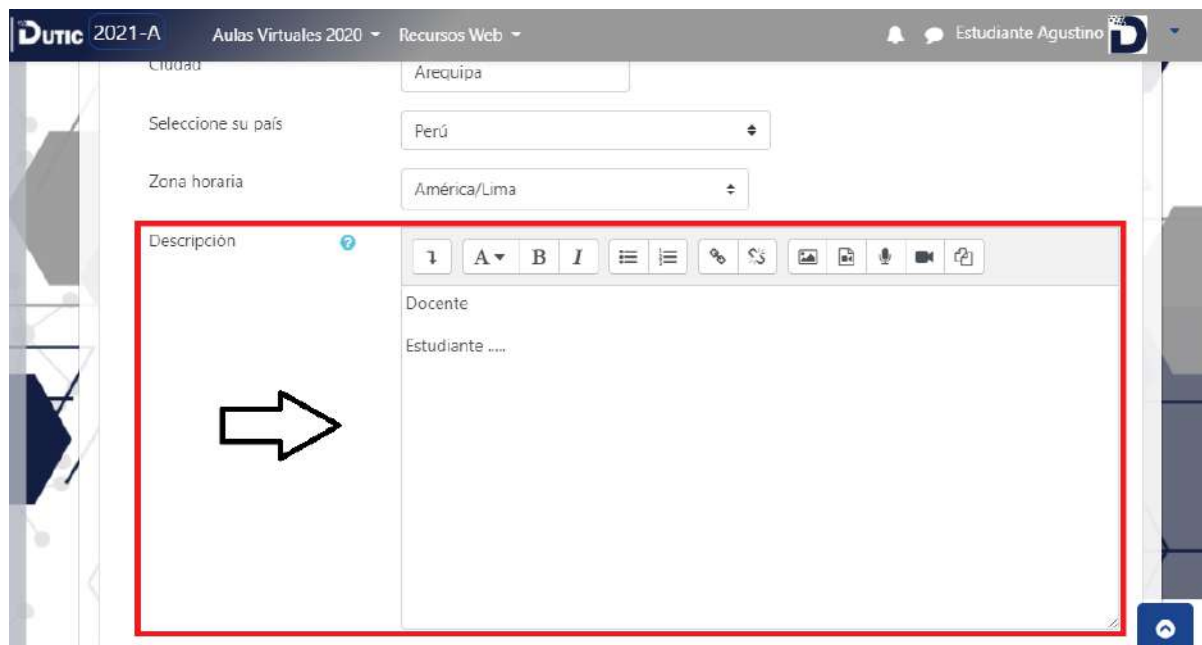 DUTIC 2021-A Aulas Virtuales 2020 Recursos Web Estudiante Agustino
Ciudad Arequipa
Seleccione su país Perú
Zona horaria América/Lima
Descripción ? A B I
Docente
Estudiante .....